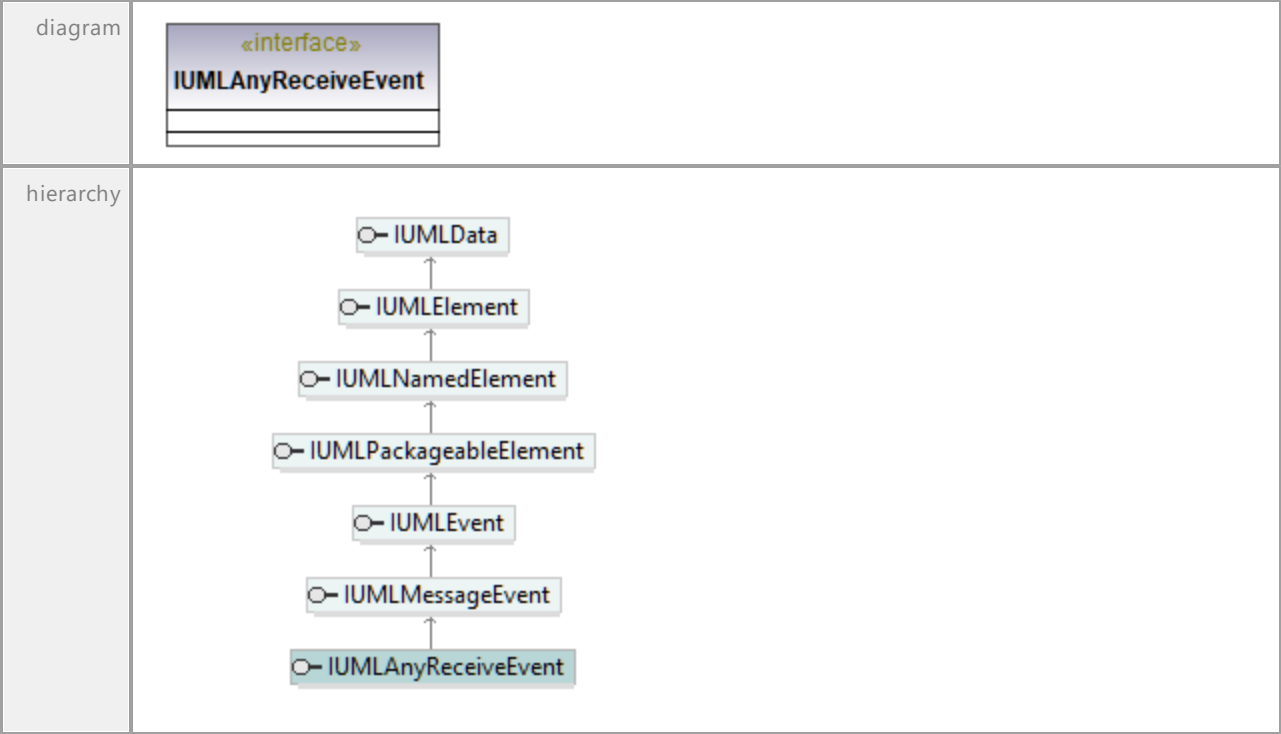 diagram
«interface»
IUMLAnyReceiveEvent
hierarchy
IUMLData
IUMLElement
IUMLNamedElement
IUMLPackageableElement
IUMLEvent
IUMLMessageEvent
IUMLAnyReceiveEvent